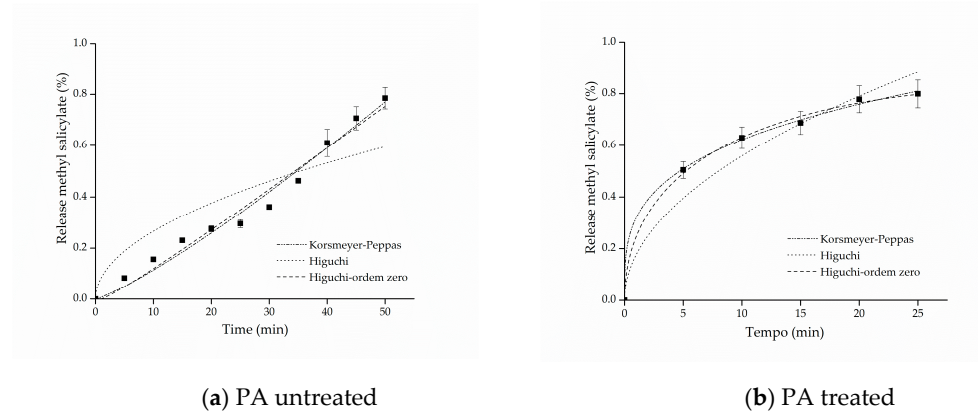 1.0
0.8
0.6
0.4
0.2
0.0
Release methyl salicylate (%)
Korsmeyer-Peppas
Higuchi
Higuchi-ordem zero
0 10 20 30 40 50
Time (min)
(a) PA untreated
1.0
0.8
0.6
0.4
0.2
0.0
Release methyl salicylate (%)
Korsmeyer-Peppas
Higuchi
Higuchi-ordem zero
0 5 10 15 20 25
Tempo (min)
(b) PA treated